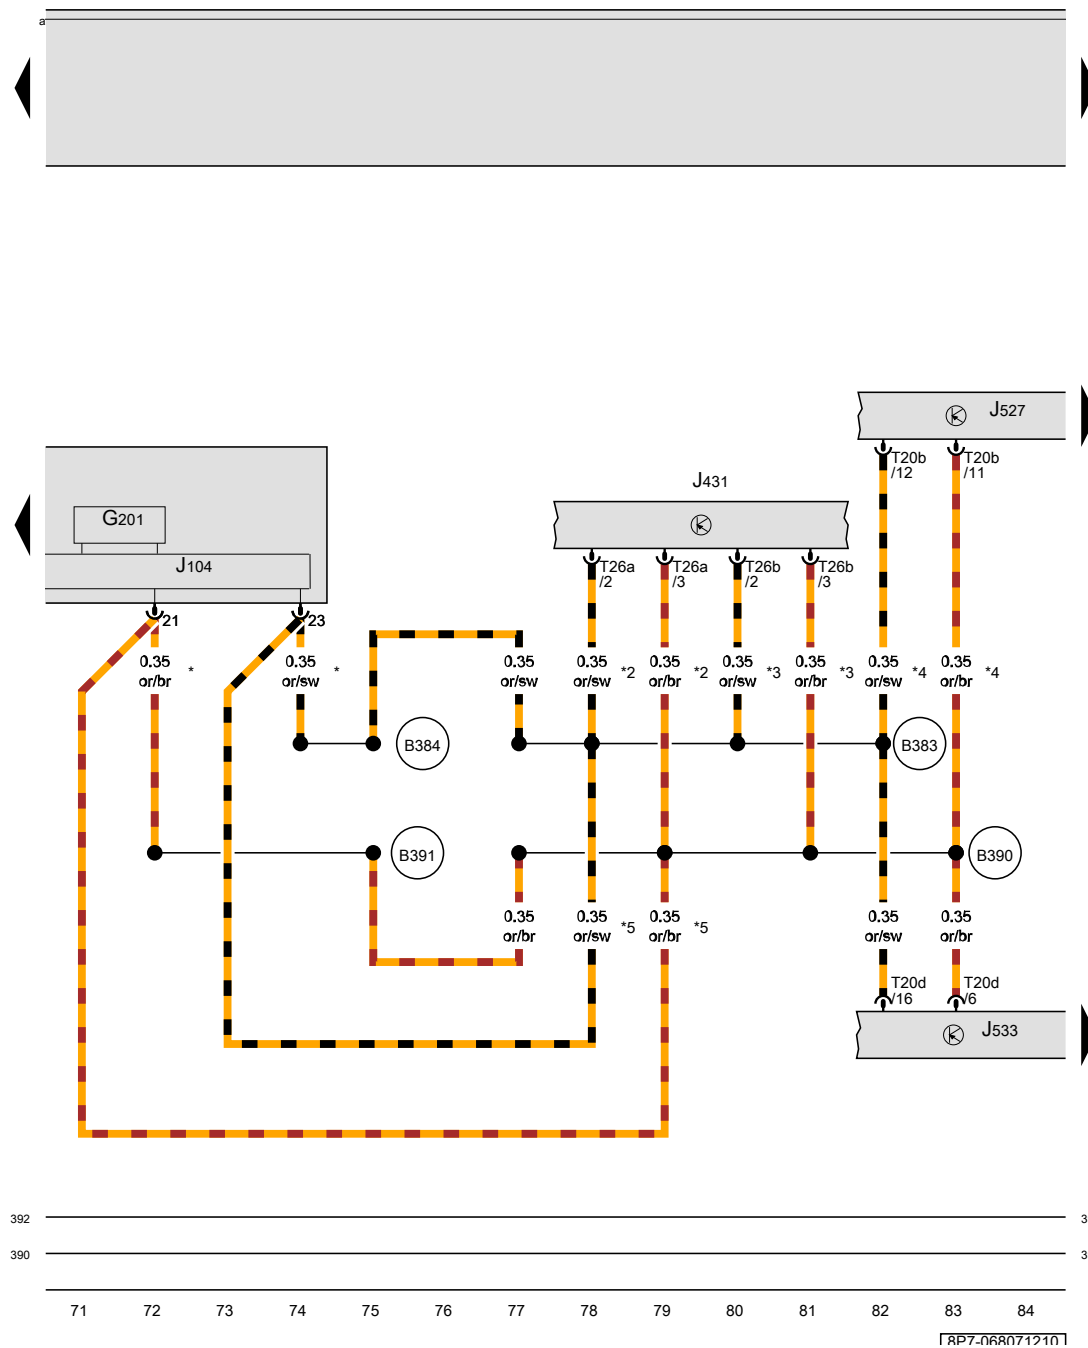 a
J527
T20b
/12
T20b
/11
J431
G201
J104
T26a
/2
T26a
/3
T26b
/2
T26b
/3
21
23
0.35
or/br
*
0.35
or/sw
*
0.35
or/sw
0.35
or/sw
*2
0.35
or/br
*2
0.35
or/sw
*3
0.35
or/br
*3
0.35
or/sw
*4
0.35
or/br
*4
B384
B383
B391
B390
0.35
or/br
0.35
or/sw
*5
0.35
or/br
*5
0.35
or/sw
0.35
or/br
T20d
/16
T20d
/6
J533
392
3
390
3
71 72 73 74 75 76 77 78 79 80 81 82 83 84
8P7-068071210